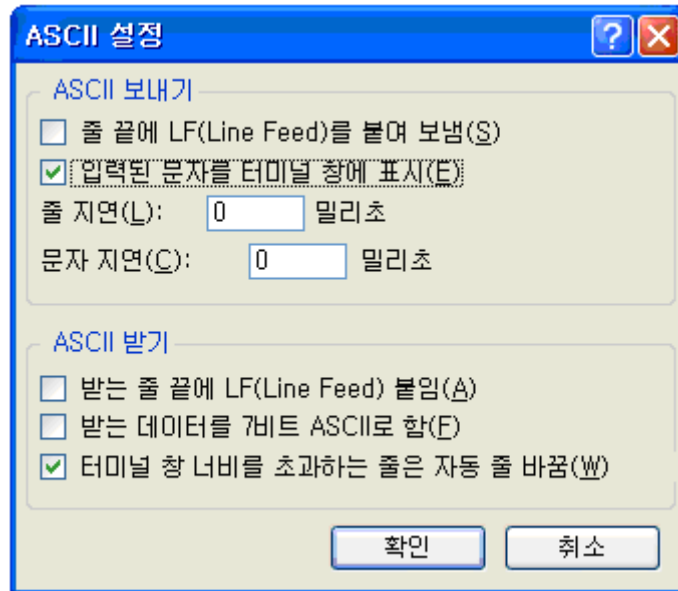 ASCII 설정
ASCII 보내기
줄 끝에 LF(Line Feed)를 붙여 보냄(S)
입력된 문자를 터미널 창에 표시(E)
줄 지연(L): 0 밀리초
문자 지연(C): 0 밀리초
ASCII 받기
받는 줄 끝에 LF(Line Feed) 붙임(A)
받는 데이터를 7비트 ASCII로 함(F)
터미널 창 너비를 초과하는 줄은 자동 줄 바꿈(W)
확인 취소